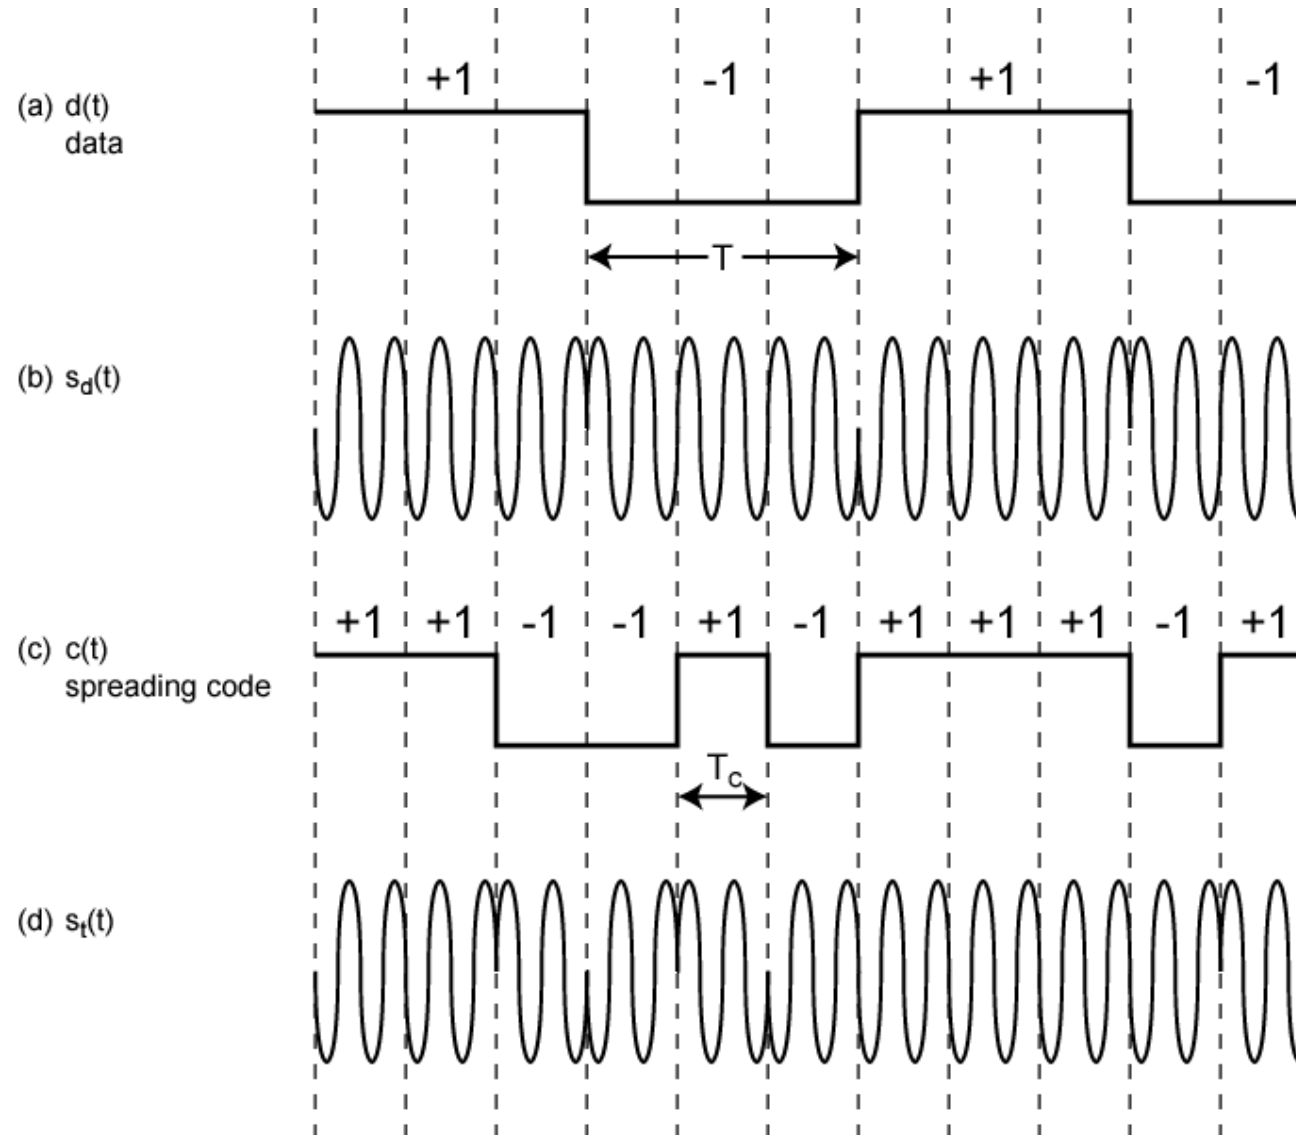 +1 -1 +1 -1
(a) d(t)
data
T
(b) sd(t)
+1 +1 -1 -1 +1 -1 +1 +1 +1 -1 +1
(c) c(t)
spreading code
Tc
(d) st(t)